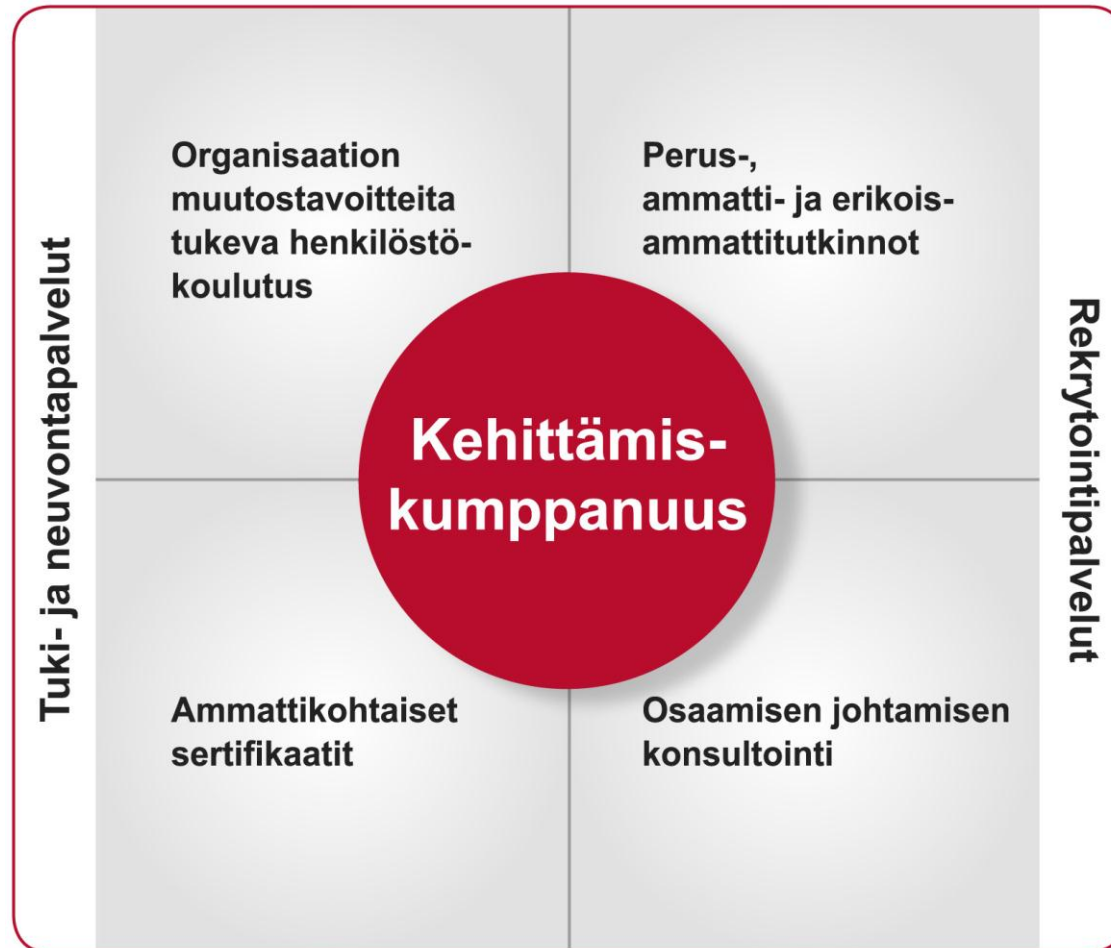 Tuki- ja neuvontapalvelut
Organisaation
muutostavoitteita
tukeva henkilöstö-
koulutus
Perus-,
ammatti- ja erikois-
ammattitutkinnot
Kehittämis-
kumppanuus
Ammattikohtaiset
sertifikaatit
Osaamisen johtamisen
konsultointi
Rekrytointipalvelut